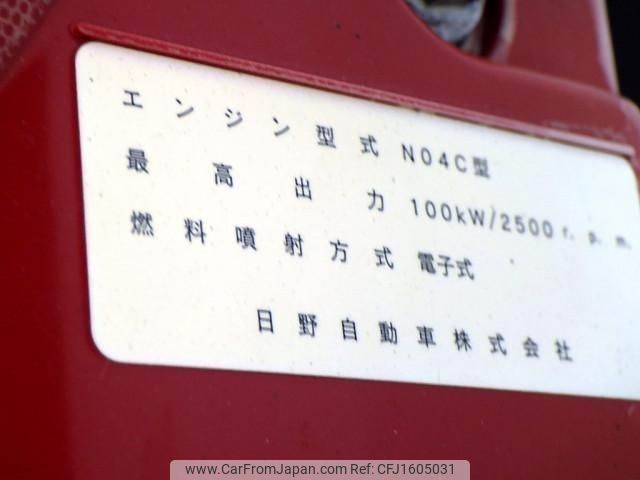 エンジン型式 N04C型
最高出力 100kW/2500 r. p. m.
燃料噴射方式 電子式
日野自動車株式会社
www.CarFromJapan.com CFJ1605031